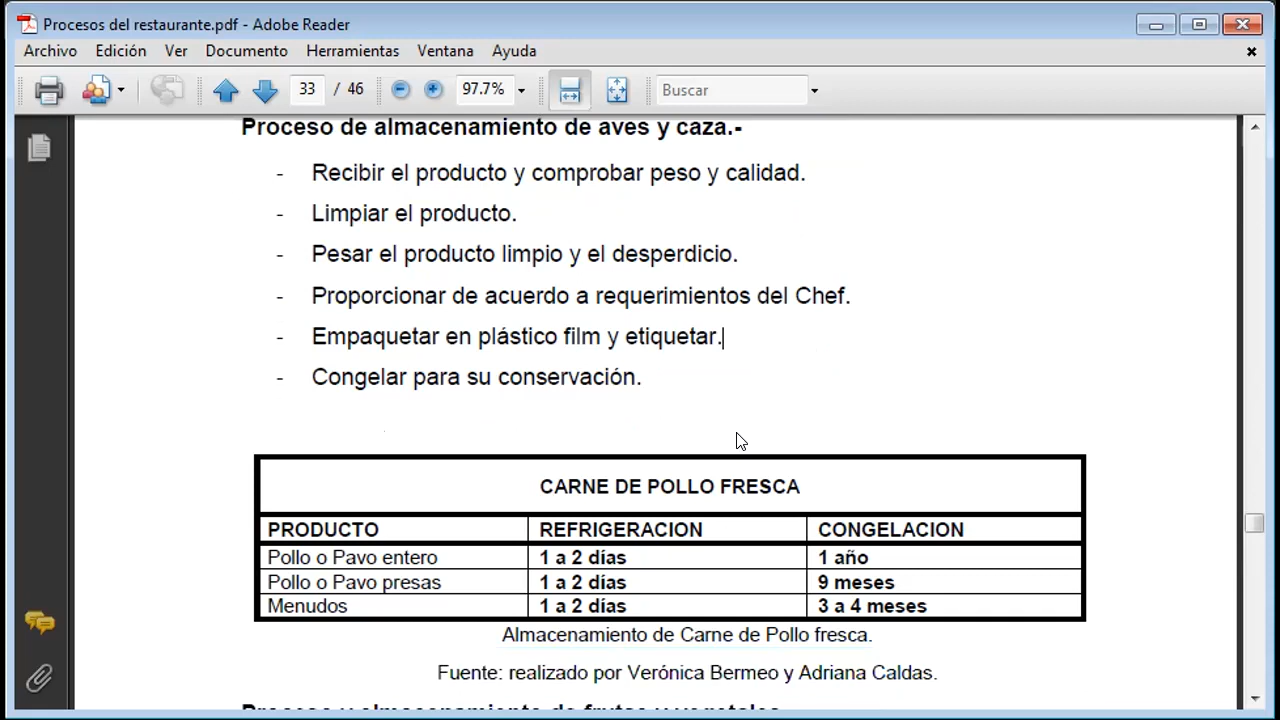 Procesos del restaurante.pdf - Adobe Reader
Archivo Edición Ver Documento Herramientas Ventana Ayuda
33 / 46 97.7% Buscar
Proceso de almacenamiento de aves y caza.-
- Recibir el producto y comprobar peso y calidad.
- Limpiar el producto.
- Pesar el producto limpio y el desperdicio.
- Proporcionar de acuerdo a requerimientos del Chef.
- Empaquetar en plástico film y etiquetar.
- Congelar para su conservación.
CARNE DE POLLO FRESCA
PRODUCTO REFRIGERACION CONGELACION
Pollo o Pavo entero 1 a 2 días 1 año
Pollo o Pavo presas 1 a 2 días 9 meses
Menudos 1 a 2 días 3 a 4 meses
Almacenamiento de Carne de Pollo fresca.
Fuente: realizado por Verónica Bermeo y Adriana Caldas.
Proceso y almacenamiento de frutas y vegetales